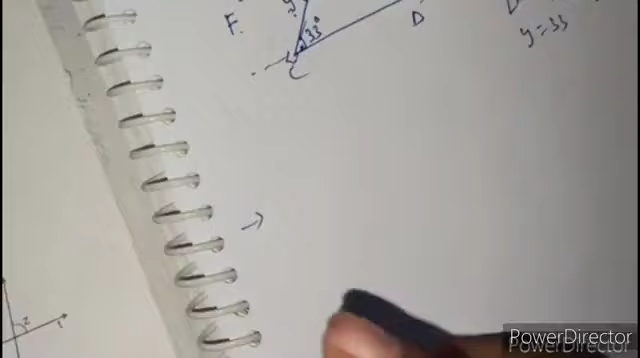 F.
33°
D
C
y = 33
→
PowerDirector